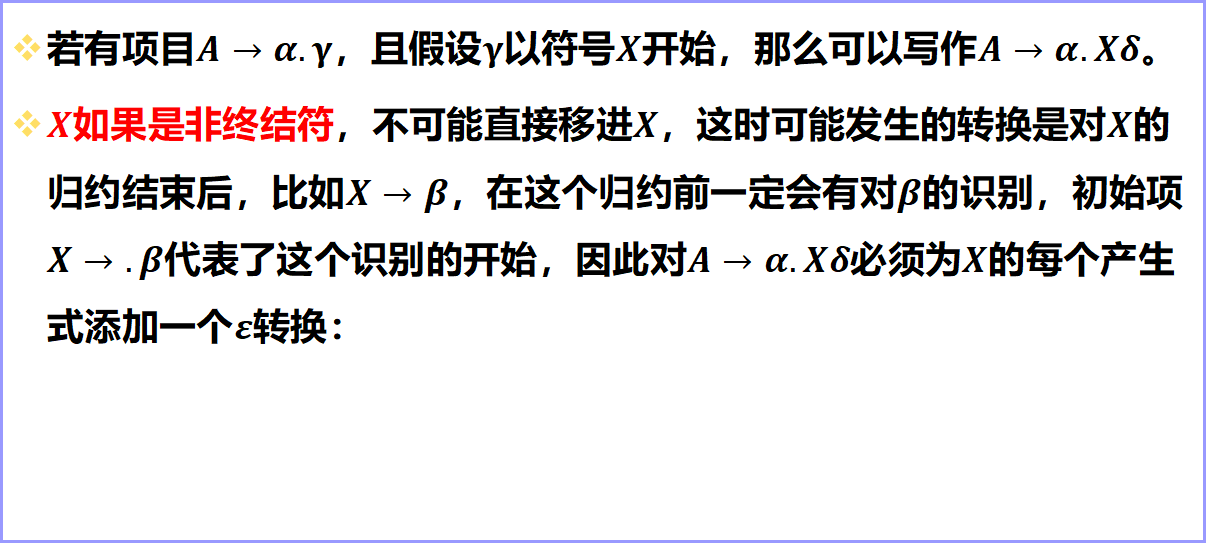 ❖若有项目A → α.γ，且假设γ以符号X开始，那么可以写作A → α.Xδ。
❖X如果是非终结符，不可能直接移进X，这时可能发生的转换是对X的
归约结束后，比如X → β，在这个归约前一定会有对β的识别，初始项
X → .β代表了这个识别的开始，因此对A → α.Xδ必须为X的每个产生
式添加一个ε转换：